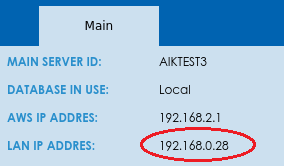 Main
MAIN SERVER ID: AIKTEST3
DATABASE IN USE: Local
AWS IP ADDRES: 192.168.2.1
LAN IP ADDRES: 192.168.0.28